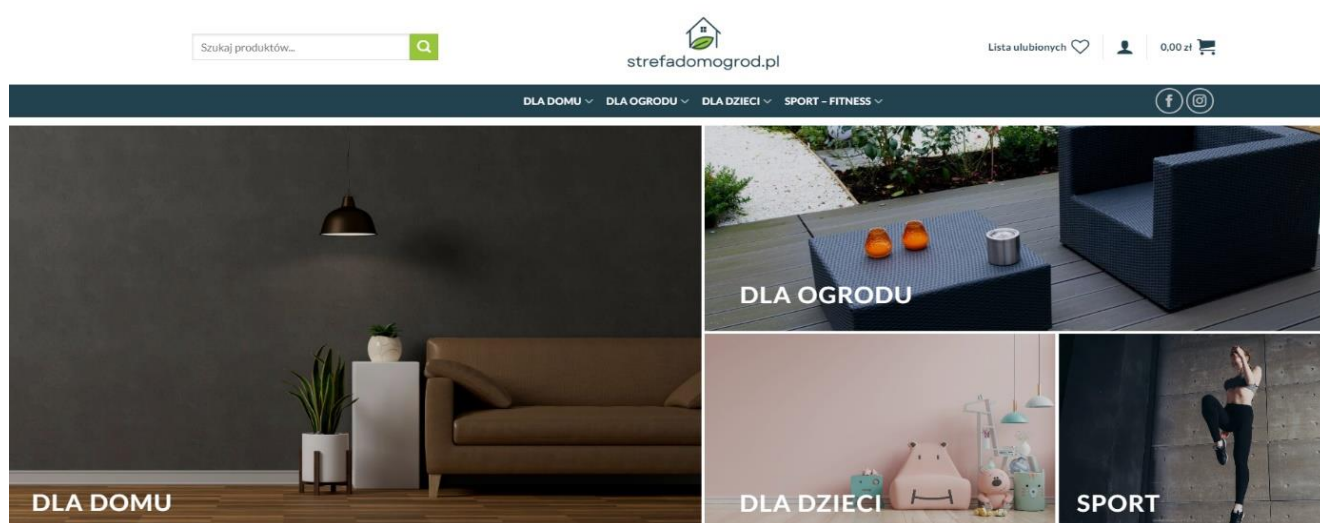 Szukaj produktów...
strefadomogrod.pl
Lista ulubionych
0,00 zł
DLA DOMU
DLA OGRODU
DLA DZIECI
SPORT – FITNESS
DLA OGRODU
DLA DOMU
DLA DZIECI
SPORT